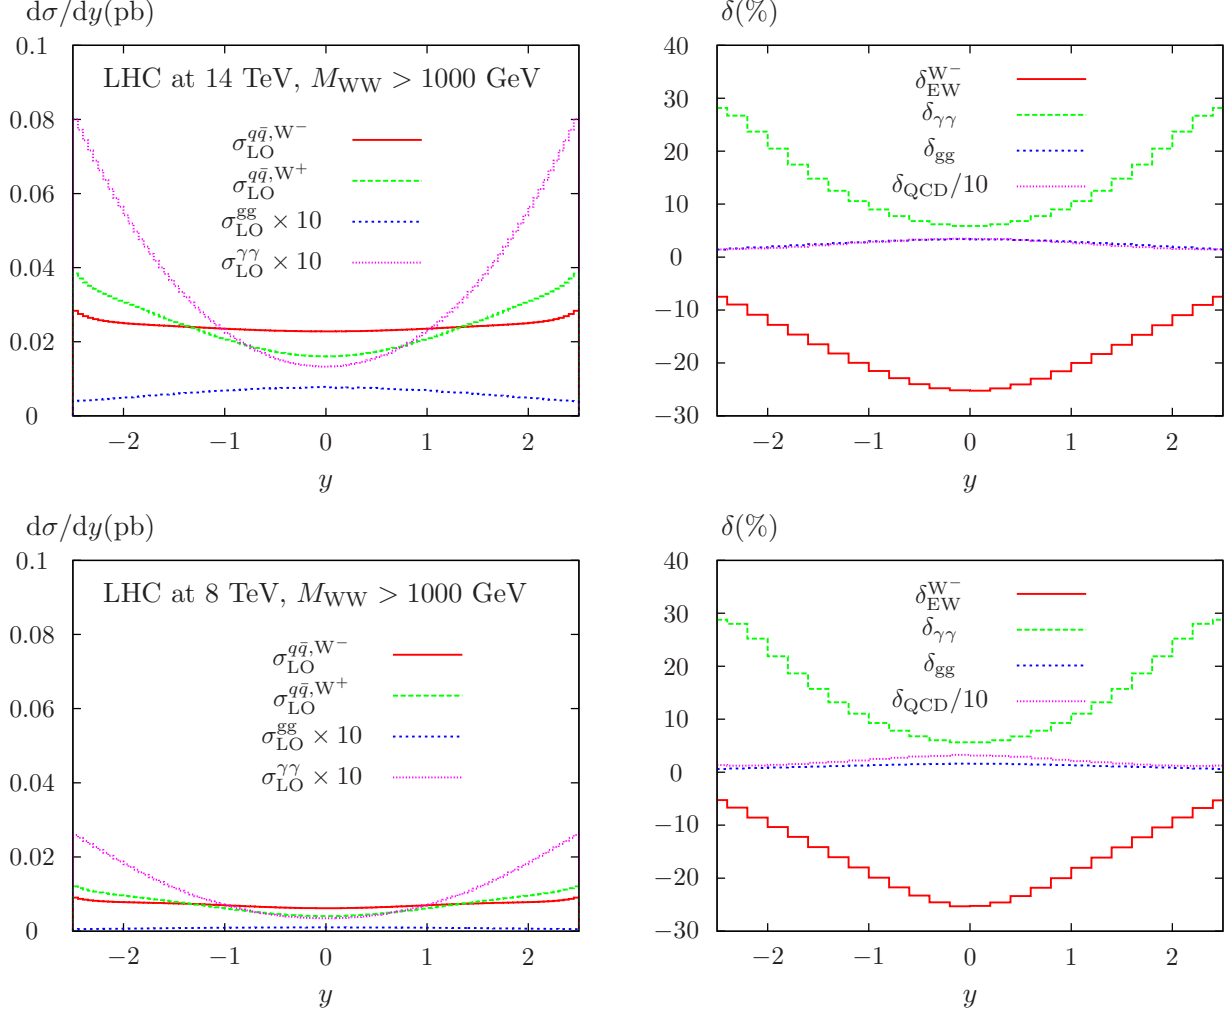 dσ/dy(pb)
0.1
0.08
0.06
0.04
0.02
0
LHC at 14 TeV, M_WW > 1000 GeV
σ_LO^{qq̄,W−}
σ_LO^{qq̄,W+}
σ_LO^{gg} × 10
σ_LO^{γγ} × 10
−2 −1 0 1 2
y
δ(%)
40
30
20
10
0
−10
−20
−30
δ_EW^{W−}
δ_γγ
δ_gg
δ_QCD/10
−2 −1 0 1 2
y
dσ/dy(pb)
0.1
0.08
0.06
0.04
0.02
0
LHC at 8 TeV, M_WW > 1000 GeV
σ_LO^{qq̄,W−}
σ_LO^{qq̄,W+}
σ_LO^{gg} × 10
σ_LO^{γγ} × 10
−2 −1 0 1 2
y
δ(%)
40
30
20
10
0
−10
−20
−30
δ_EW^{W−}
δ_γγ
δ_gg
δ_QCD/10
−2 −1 0 1 2
y